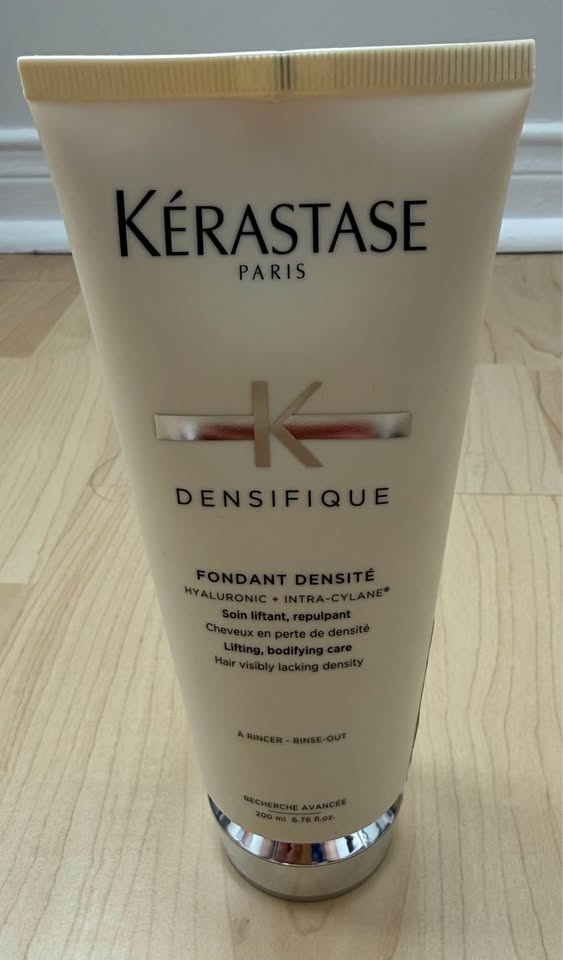 KÉRASTASE
PARIS
K
DENSIFIQUE
FONDANT DENSITÉ
HYALURONIC + INTRA-CYLANE®
Soin liftant, repulpant
Cheveux en perte de densité
Lifting, bodifying care
Hair visibly lacking density
À RINCER - RINSE-OUT
RECHERCHE AVANCÉE
200 ml 6.76 fl.oz.